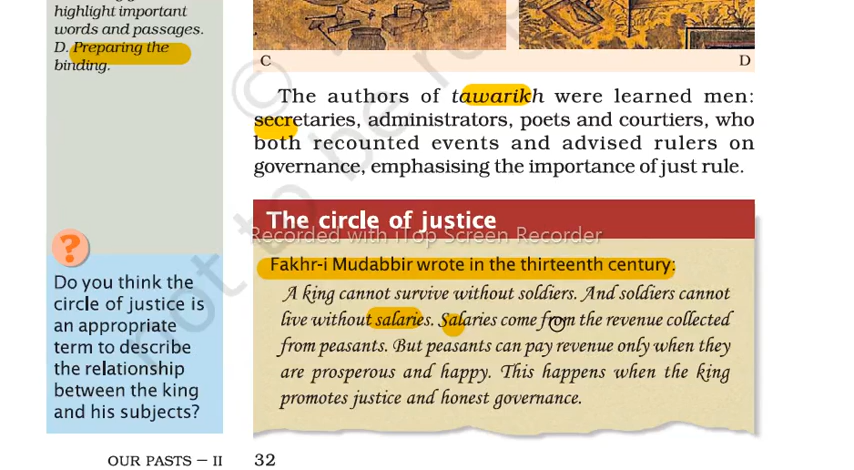 highlight important
words and passages.
D. Preparing the
binding.
C
D
The authors of tawarikh were learned men:
secretaries, administrators, poets and courtiers, who
both recounted events and advised rulers on
governance, emphasising the importance of just rule.
The circle of justice
Recorded with iTop Screen Recorder
Fakhr-i Mudabbir wrote in the thirteenth century:
A king cannot survive without soldiers. And soldiers cannot
live without salaries. Salaries come from the revenue collected
from peasants. But peasants can pay revenue only when they
are prosperous and happy. This happens when the king
promotes justice and honest governance.
?
Do you think the
circle of justice is
an appropriate
term to describe
the relationship
between the king
and his subjects?
OUR PASTS – II
32
© not to be rep